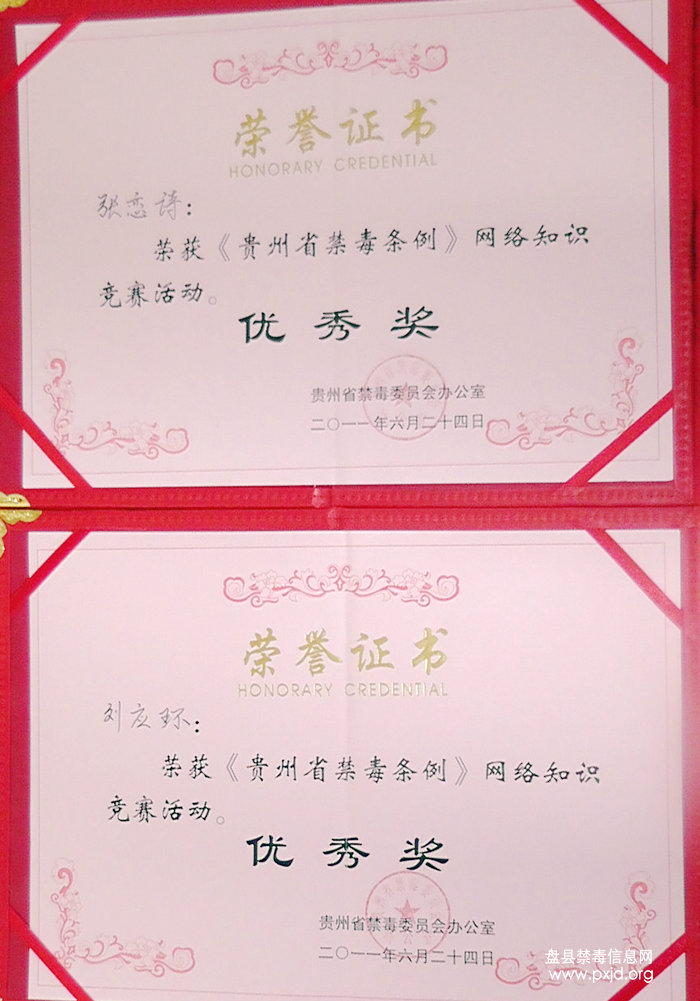 荣誉证书
HONORARY CREDENTIAL
张恋诗：
荣获《贵州省禁毒条例》网络知识
竞赛活动。
优秀奖
贵州省禁毒委员会办公室
二〇一一年六月二十四日
荣誉证书
HONORARY CREDENTIAL
刘应环：
荣获《贵州省禁毒条例》网络知识
竞赛活动。
优秀奖
贵州省禁毒委员会办公室
二〇一一年六月二十四日
盘县禁毒信息网
www.pxjd.org